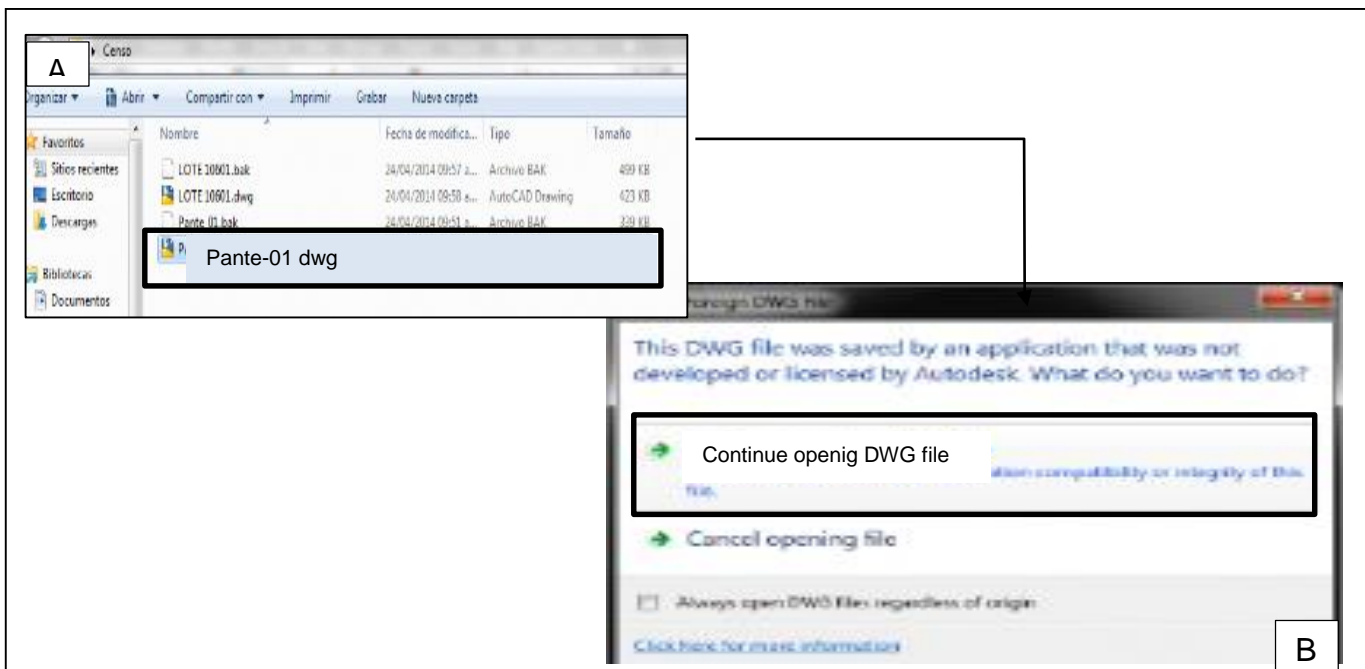 A
Censo
Organizar Abrir Compartir con Imprimir Grabar Nueva carpeta
Favoritos
Sitios recientes
Escritorio
Descargas
Bibliotecas
Documentos
Nombre Fecha de modifica... Tipo Tamaño
LOTE 10601.bak 24/04/2014 09:57 a... Archivo BAK 499 KB
LOTE 10601.dwg 24/04/2014 09:58 a... AutoCAD Drawing 423 KB
Pante 01.bak 24/04/2014 09:51 a... Archivo BAK 339 KB
Pante-01 dwg
Foreign DWG File
This DWG file was saved by an application that was not
developed or licensed by Autodesk. What do you want to do?
Continue openig DWG file
compatibility or integrity of this
file.
Cancel opening file
Always open DWG files regardless of origin
Click here for more information
B